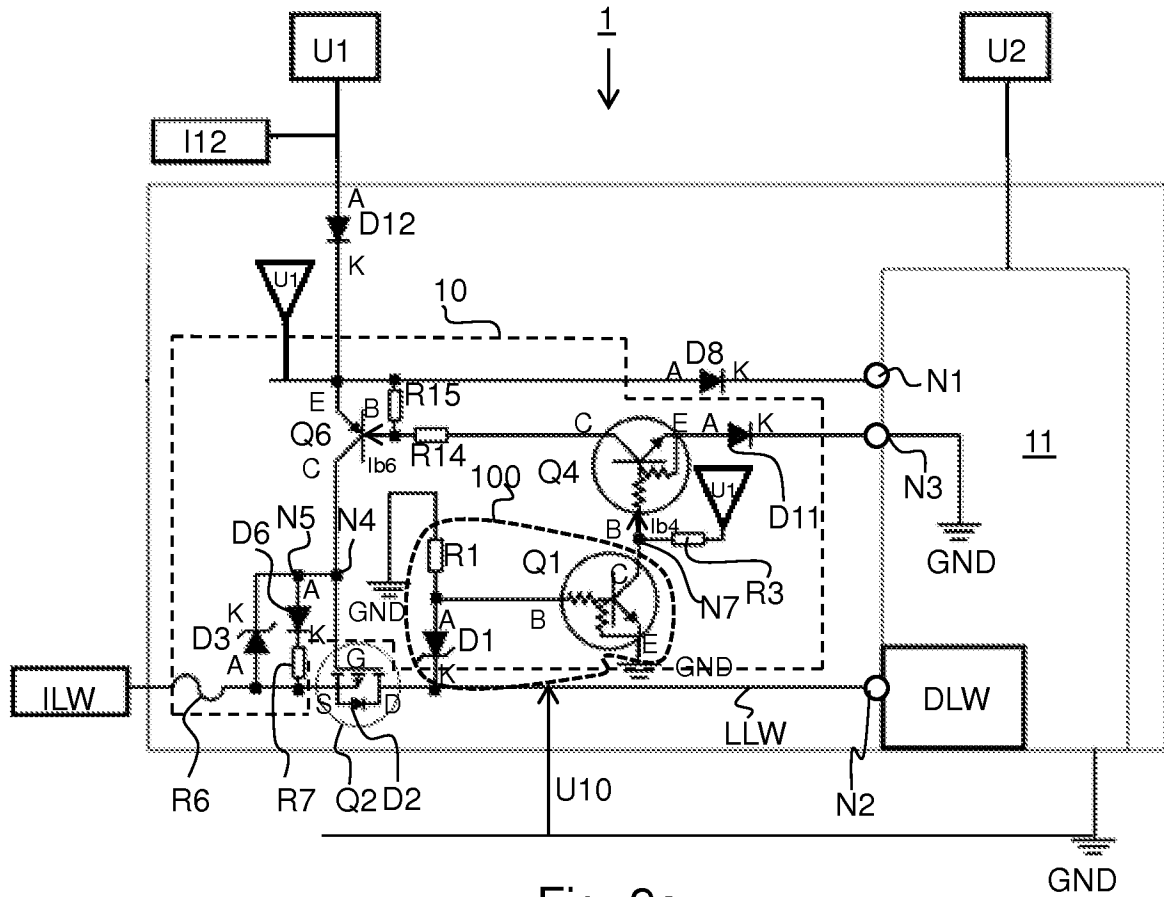 U1
1
U2
I12
A
D12
K
U1
10
11
A D8 K
N1
E
B
R15
Q6
C
Ib6
R14
C
E
A
K
Q4
U1
D11
N3
GND
100
N5
N4
D6
R1
B
Ib4
R3
N7
Q1
C
GND
A
K
D3
K
A
A
D1
K
B
E
GND
G
S
D
ILW
LLW
DLW
R6
R7
Q2
D2
U10
N2
GND